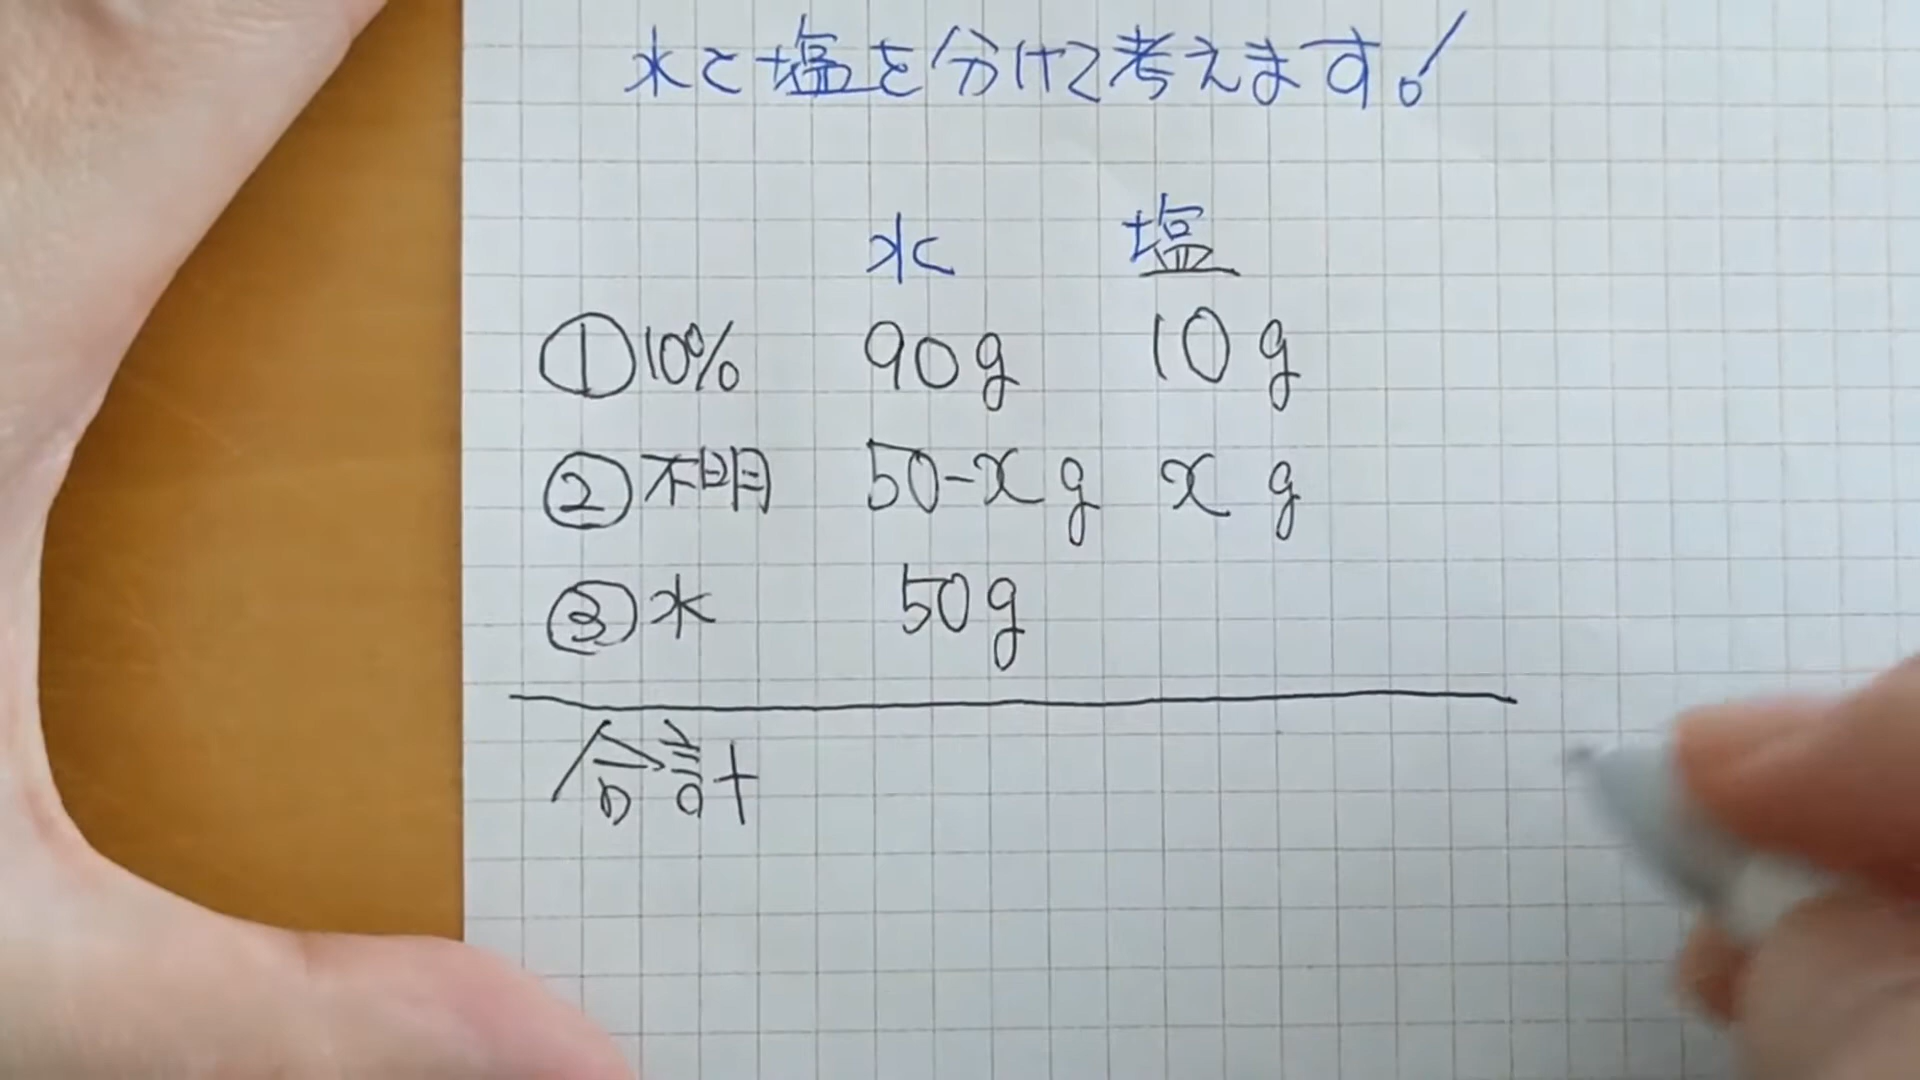 水と塩を分けて考えます!
水 塩
①10% 90g 10g
②不明 50-x g x g
③水 50g
合計